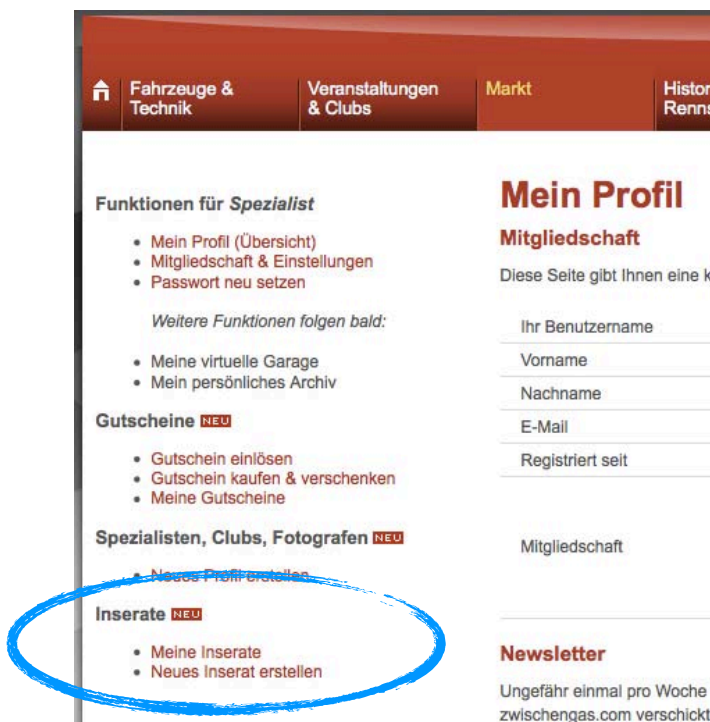 Fahrzeuge &
Technik
Veranstaltungen
& Clubs
Markt
Histor
Renns
Funktionen für Spezialist
• Mein Profil (Übersicht)
• Mitgliedschaft & Einstellungen
• Passwort neu setzen
Weitere Funktionen folgen bald:
• Meine virtuelle Garage
• Mein persönliches Archiv
Gutscheine NEU
• Gutschein einlösen
• Gutschein kaufen & verschenken
• Meine Gutscheine
Spezialisten, Clubs, Fotografen NEU
• Neues Profil erstellen
Inserate NEU
• Meine Inserate
• Neues Inserat erstellen
Mein Profil
Mitgliedschaft
Diese Seite gibt Ihnen eine k
Ihr Benutzername
Vorname
Nachname
E-Mail
Registriert seit
Mitgliedschaft
Newsletter
Ungefähr einmal pro Woche
zwischengas.com verschickt